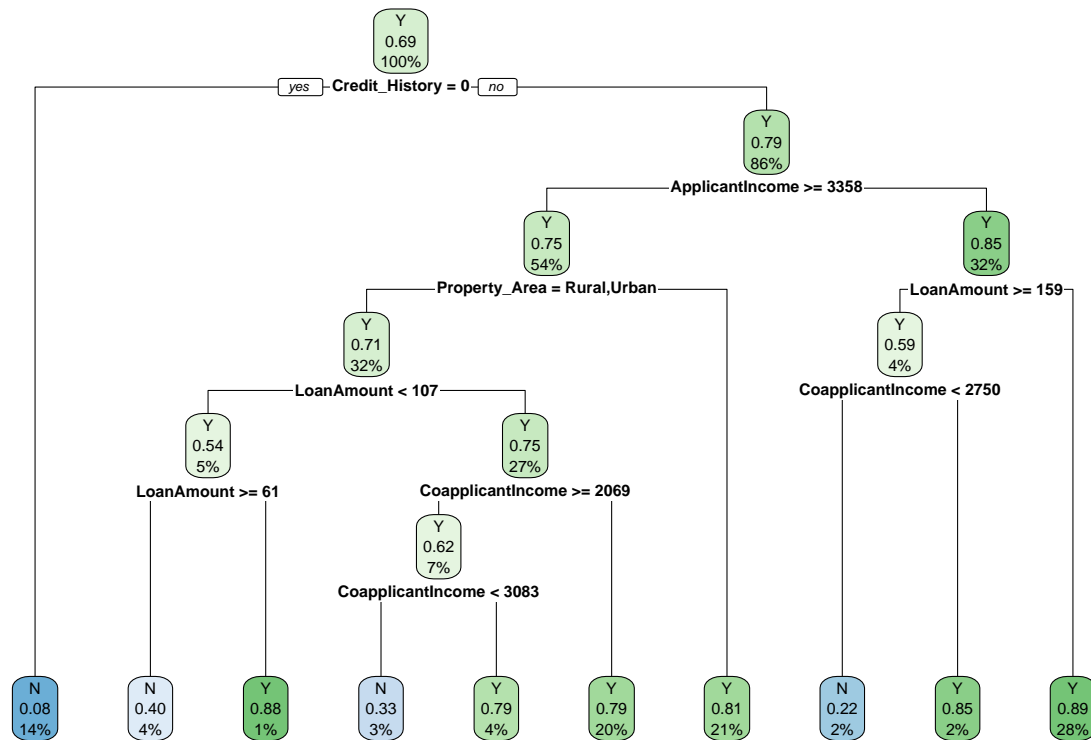 Y
0.69
100%
yes Credit_History = 0 no
Y
0.79
86%
ApplicantIncome >= 3358
Y
0.75
54%
Y
0.85
32%
Property_Area = Rural,Urban
LoanAmount >= 159
Y
0.71
32%
Y
0.59
4%
LoanAmount < 107
CoapplicantIncome < 2750
Y
0.54
5%
Y
0.75
27%
LoanAmount >= 61
CoapplicantIncome >= 2069
Y
0.62
7%
CoapplicantIncome < 3083
N
0.08
14%
N
0.40
4%
Y
0.88
1%
N
0.33
3%
Y
0.79
4%
Y
0.79
20%
Y
0.81
21%
N
0.22
2%
Y
0.85
2%
Y
0.89
28%